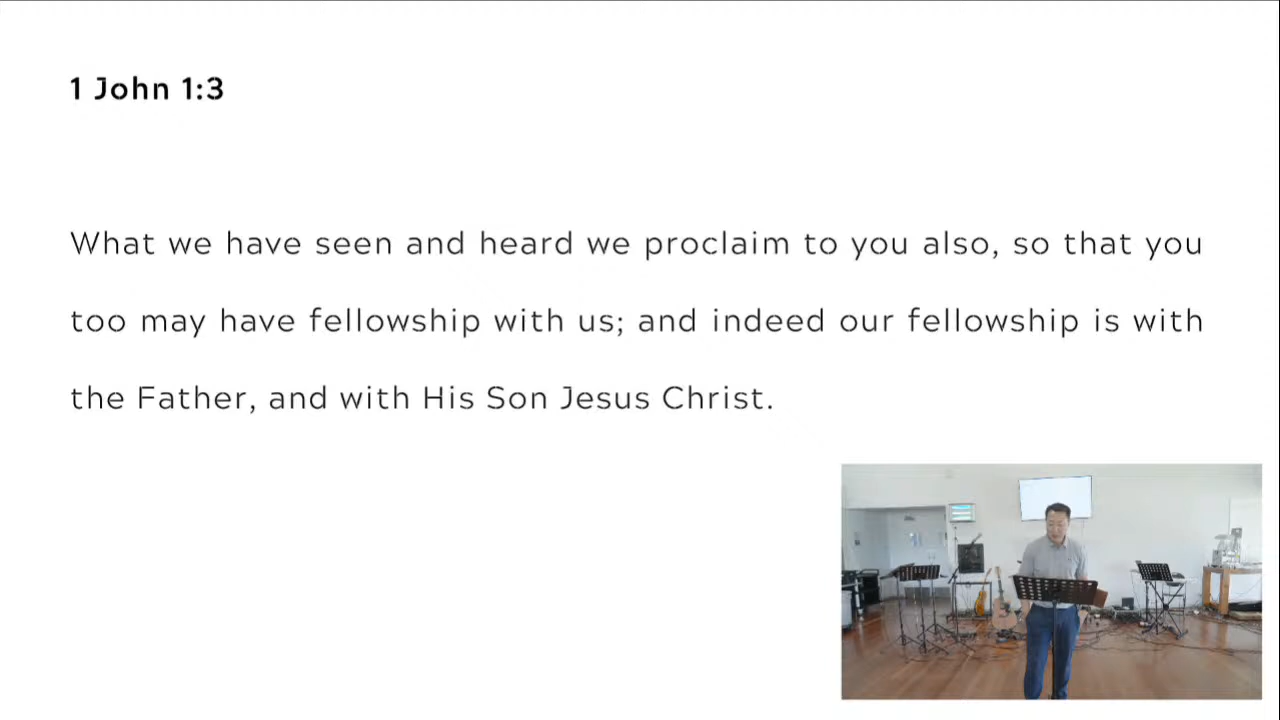 1 John 1:3
What we have seen and heard we proclaim to you also, so that you
too may have fellowship with us; and indeed our fellowship is with
the Father, and with His Son Jesus Christ.